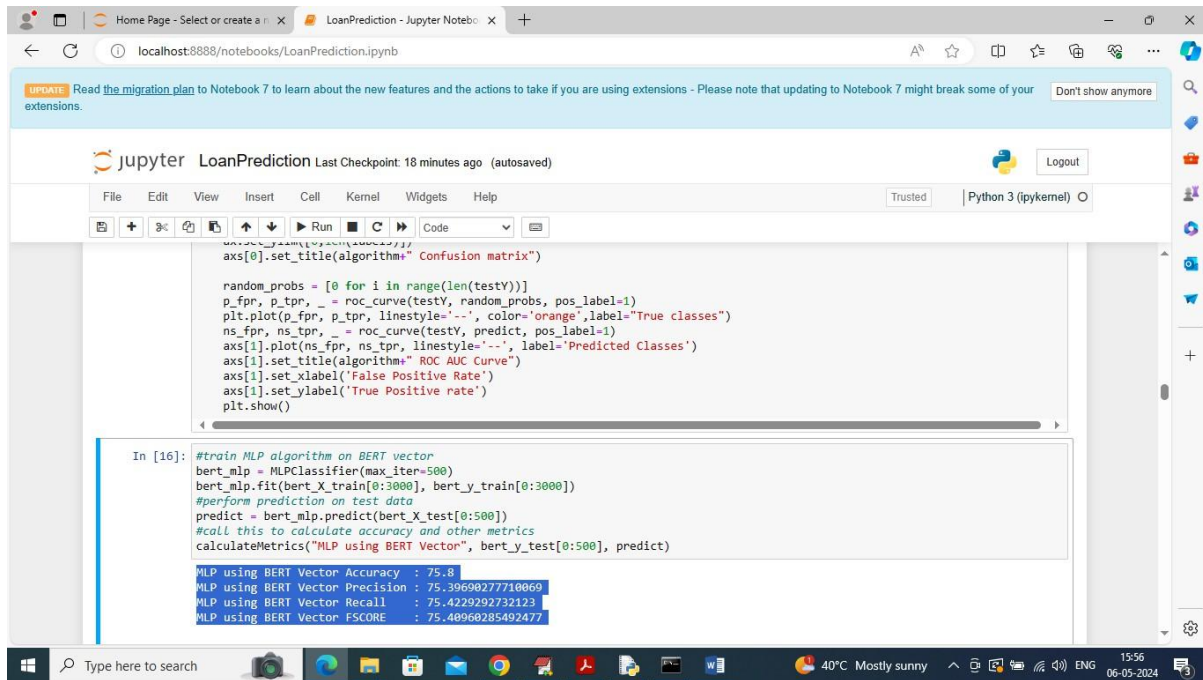 Home Page - Select or create a n
LoanPrediction - Jupyter Notebo
localhost:8888/notebooks/LoanPrediction.ipynb
UPDATE Read the migration plan to Notebook 7 to learn about the new features and the actions to take if you are using extensions - Please note that updating to Notebook 7 might break some of your
extensions.
Don't show anymore
jupyter LoanPrediction Last Checkpoint: 18 minutes ago (autosaved)
Logout
File Edit View Insert Cell Kernel Widgets Help
Trusted
Python 3 (ipykernel)
Run
Code
ax.set_ylim([0,len(labels)])
axs[0].set_title(algorithm+" Confusion matrix")
random_probs = [0 for i in range(len(testY))]
p_fpr, p_tpr, _ = roc_curve(testY, random_probs, pos_label=1)
plt.plot(p_fpr, p_tpr, linestyle='--', color='orange',label="True classes")
ns_fpr, ns_tpr, _ = roc_curve(testY, predict, pos_label=1)
axs[1].plot(ns_fpr, ns_tpr, linestyle='--', label='Predicted Classes')
axs[1].set_title(algorithm+" ROC AUC Curve")
axs[1].set_xlabel('False Positive Rate')
axs[1].set_ylabel('True Positive rate')
plt.show()
In [16]: #train MLP algorithm on BERT vector
bert_mlp = MLPClassifier(max_iter=500)
bert_mlp.fit(bert_X_train[0:3000], bert_y_train[0:3000])
#perform prediction on test data
predict = bert_mlp.predict(bert_X_test[0:500])
#call this to calculate accuracy and other metrics
calculateMetrics("MLP using BERT Vector", bert_y_test[0:500], predict)
MLP using BERT Vector Accuracy : 75.8
MLP using BERT Vector Precision : 75.39690277710069
MLP using BERT Vector Recall : 75.4229292732123
MLP using BERT Vector FSCORE : 75.40960285492477
Type here to search
40°C Mostly sunny
ENG
15:56
06-05-2024
3